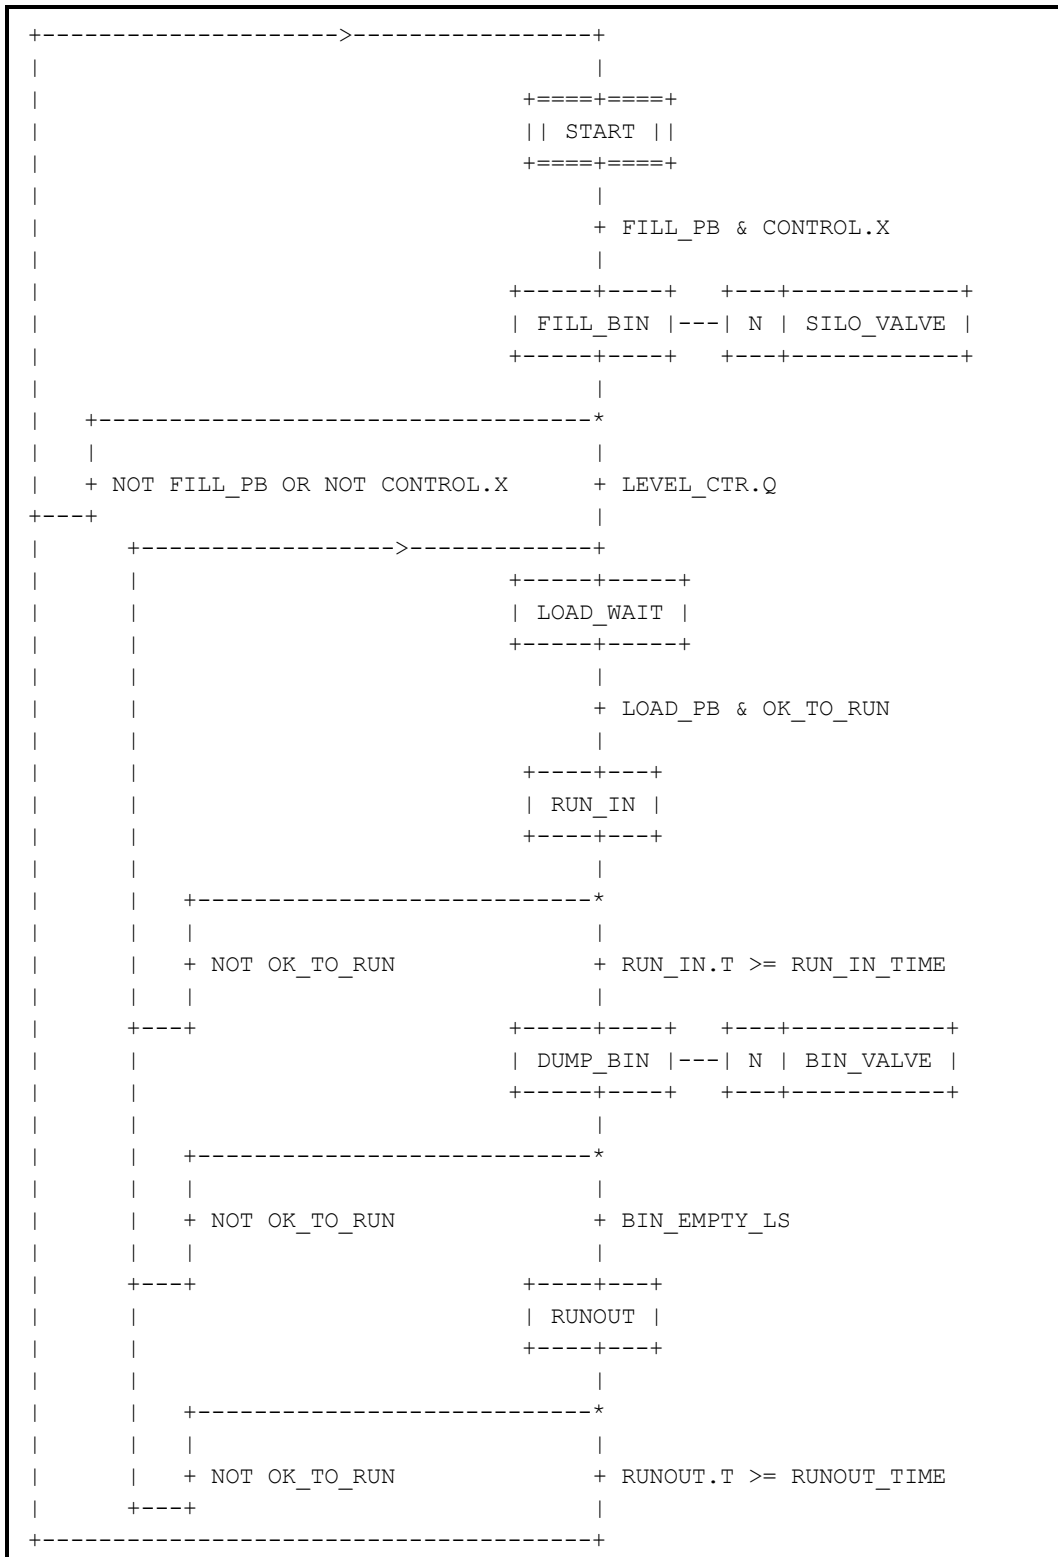 START
FILL_PB & CONTROL.X
FILL_BIN N SILO_VALVE
NOT FILL_PB OR NOT CONTROL.X LEVEL_CTR.Q
LOAD_WAIT
LOAD_PB & OK_TO_RUN
RUN_IN
NOT OK_TO_RUN RUN_IN.T >= RUN_IN_TIME
DUMP_BIN N BIN_VALVE
NOT OK_TO_RUN BIN_EMPTY_LS
RUNOUT
NOT OK_TO_RUN RUNOUT.T >= RUNOUT_TIME